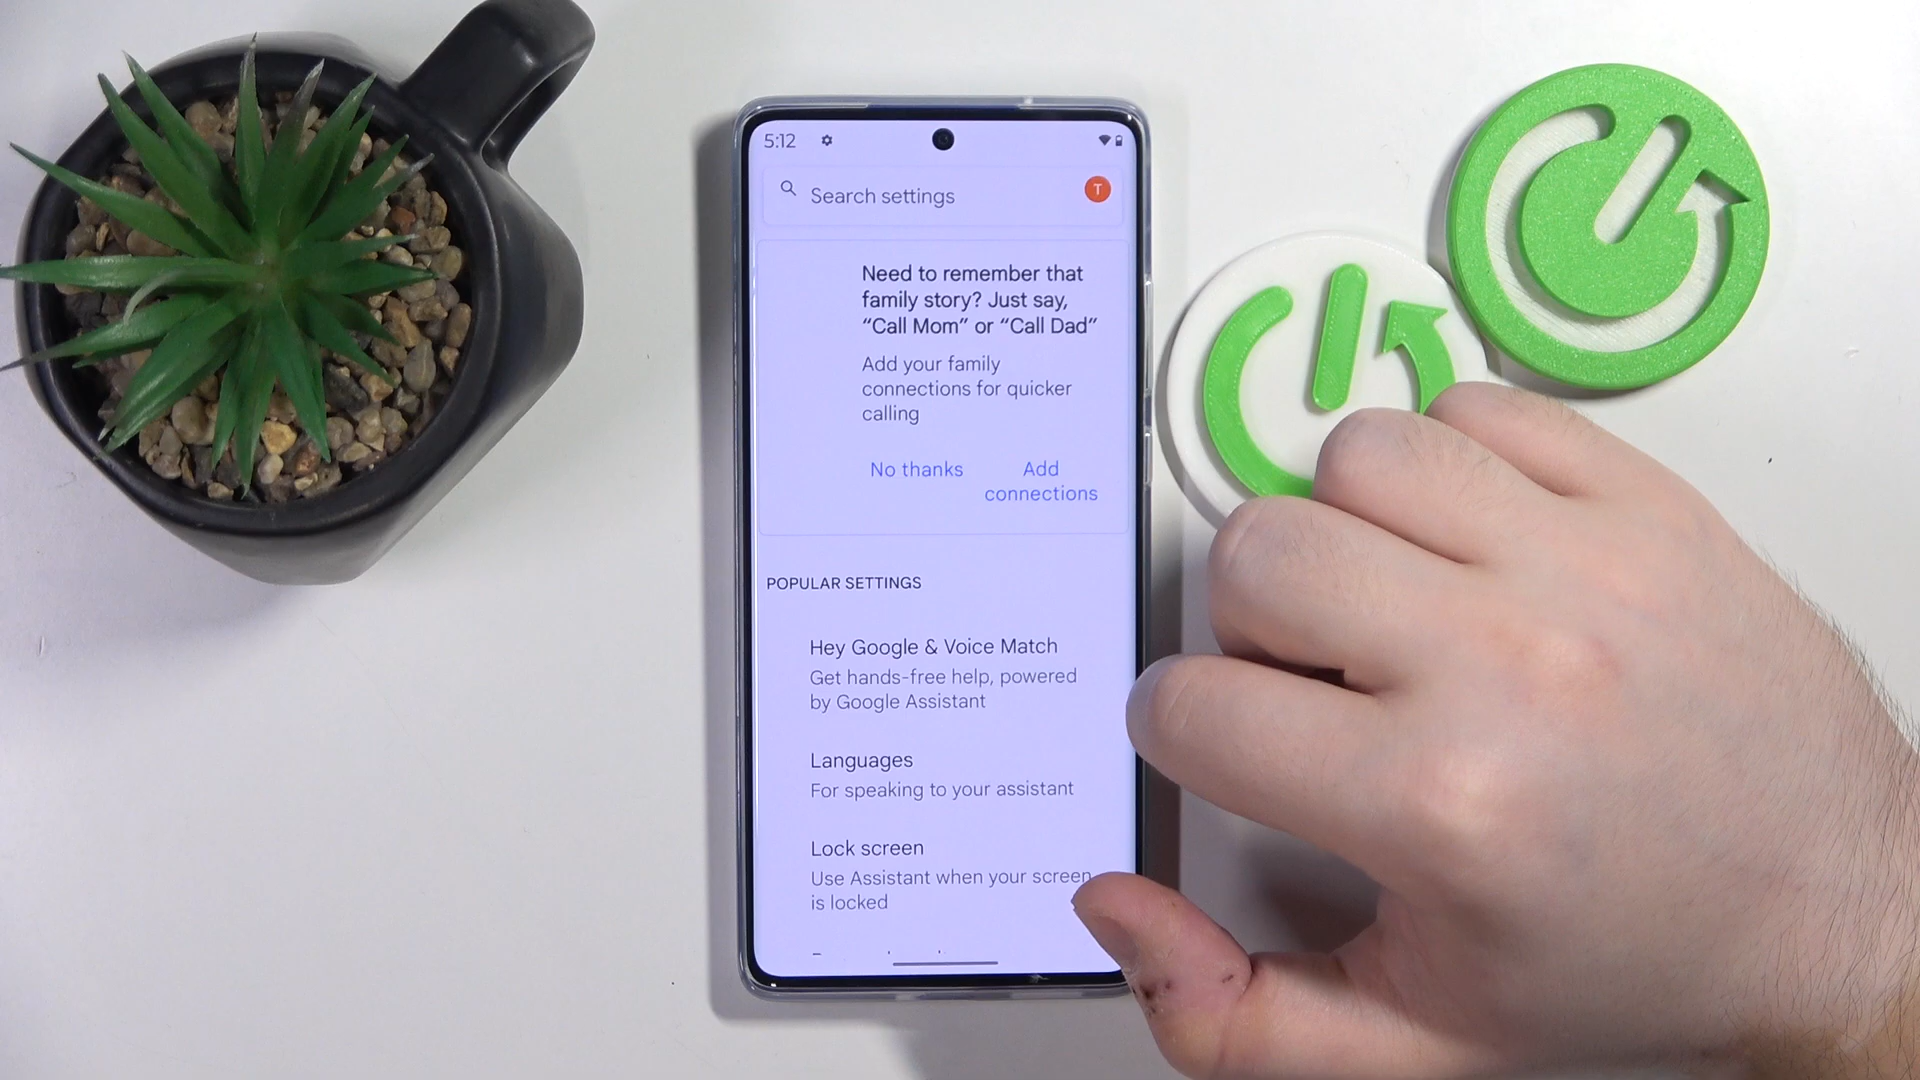 5:12
Search settings
T
Need to remember that
family story? Just say,
“Call Mom” or “Call Dad”
Add your family
connections for quicker
calling
No thanks
Add
connections
POPULAR SETTINGS
Hey Google & Voice Match
Get hands-free help, powered
by Google Assistant
Languages
For speaking to your assistant
Lock screen
Use Assistant when your screen
is locked